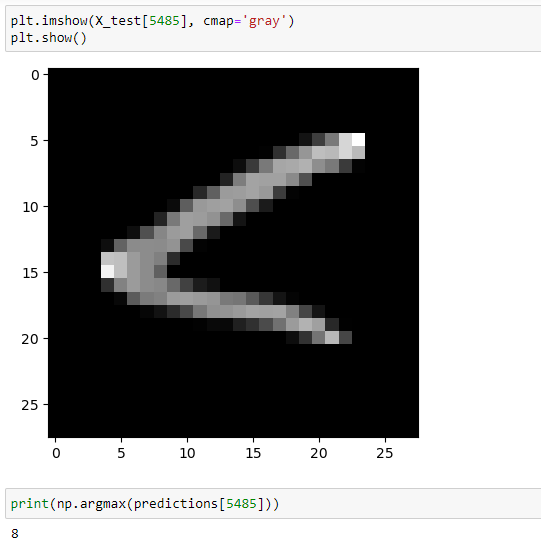 plt.imshow(X_test[5485], cmap='gray')
plt.show()
0
5
10
15
20
25
0 5 10 15 20 25
print(np.argmax(predictions[5485]))
8